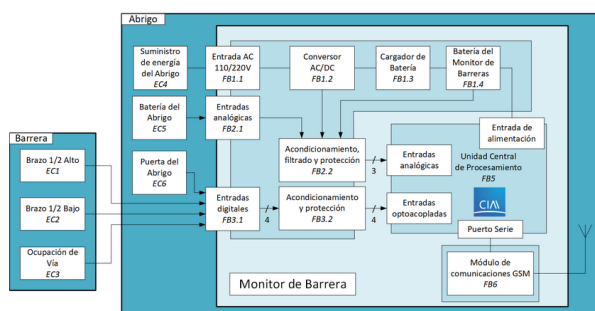 Abrigo
Suministro
de energía
del Abrigo
EC4
Entrada AC
110/220V
FB1.1
Conversor
AC/DC
FB1.2
Cargador de
Batería
FB1.3
Batería del
Monitor de
Barreras
FB1.4
Batería del
Abrigo
EC5
Entradas
analógicas
FB2.1
Entrada de
alimentación
Barrera
Brazo 1/2 Alto
EC1
Brazo 1/2 Bajo
EC2
Ocupación de
Vía
EC3
Puerta del
Abrigo
EC6
Acondicionamiento,
filtrado y protección
FB2.2
3
Entradas
analógicas
Unidad Central
de Procesamiento
FB5
CIAA
Entradas
digitales
FB3.1
4
Acondicionamiento
y protección
FB3.2
4
Entradas
optoacopladas
Puerto Serie
Monitor de Barrera
Módulo de
comunicaciones GSM
FB6